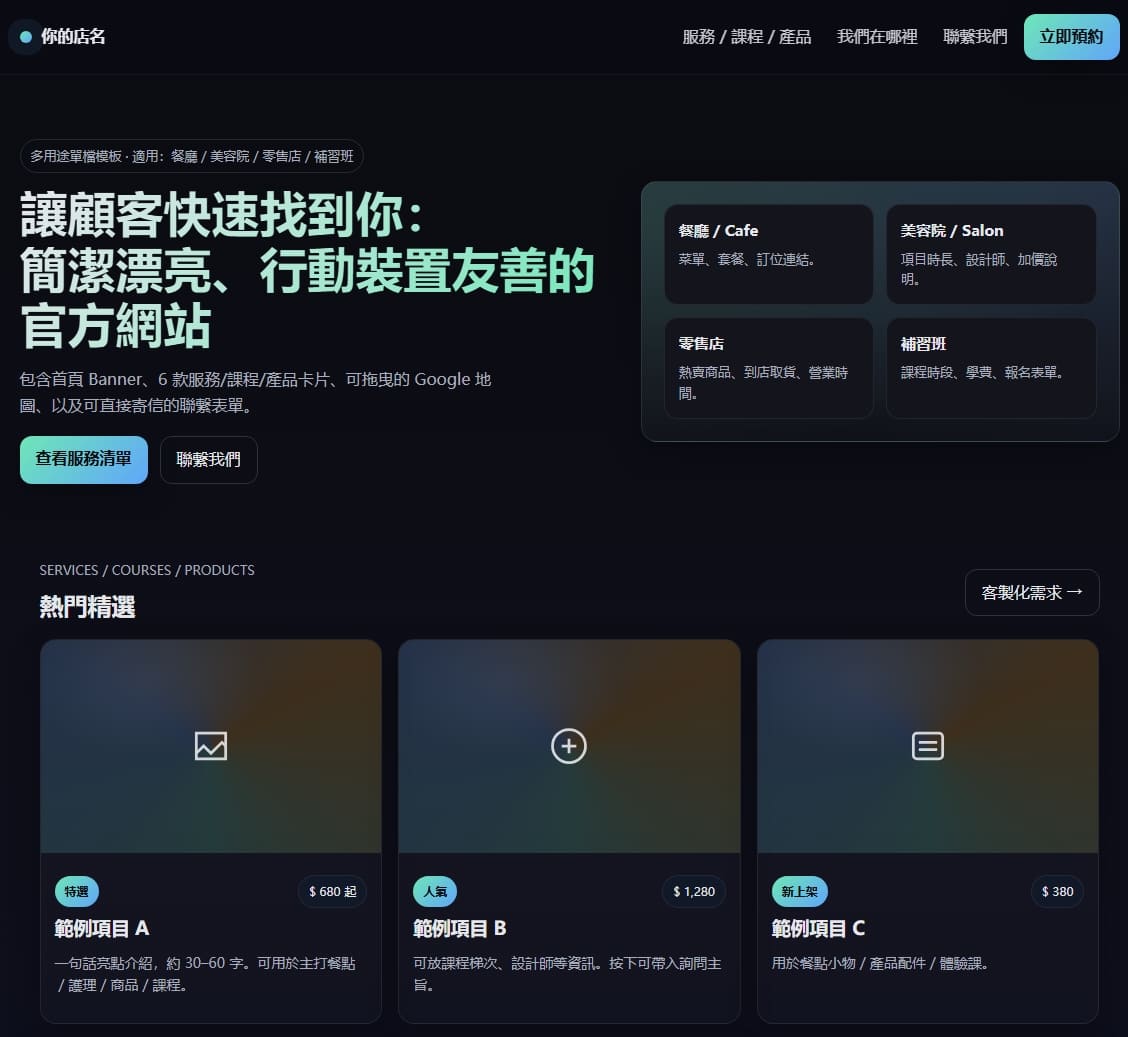 你的店名
服務 / 課程 / 產品
我們在哪裡
聯繫我們
立即預約
多用途單檔模板 · 適用：餐廳 / 美容院 / 零售店 / 補習班
讓顧客快速找到你：
簡潔漂亮、行動裝置友善的
官方網站
包含首頁 Banner、6 款服務/課程/產品卡片、可拖曳的 Google 地
圖、以及可直接寄信的聯繫表單。
查看服務清單
聯繫我們
餐廳 / Cafe
菜單、套餐、訂位連結。
美容院 / Salon
項目時長、設計師、加價說
明。
零售店
熱賣商品、到店取貨、營業時
間。
補習班
課程時段、學費、報名表單。
SERVICES / COURSES / PRODUCTS
熱門精選
客製化需求 →
特選
$ 680 起
範例項目 A
一句話亮點介紹，約 30–60 字。可用於主打餐點
/ 護理 / 商品 / 課程。
人氣
$ 1,280
範例項目 B
可放課程梯次、設計師等資訊。按下可帶入詢問主
旨。
新上架
$ 380
範例項目 C
用於餐點小物 / 產品配件 / 體驗課。